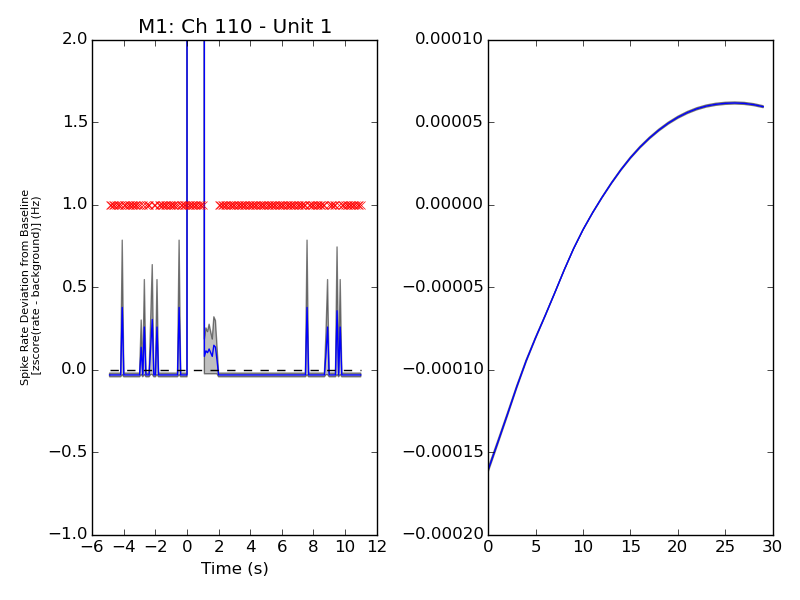 M1: Ch 110 - Unit 1
2.0
1.5
1.0
0.5
0.0
−0.5
−1.0
Spike Rate Deviation from Baseline
[zscore(rate - background)] (Hz)
−6 −4 −2 0 2 4 6 8 10 12
Time (s)
0.00010
0.00005
0.00000
−0.00005
−0.00010
−0.00015
−0.00020
0 5 10 15 20 25 30